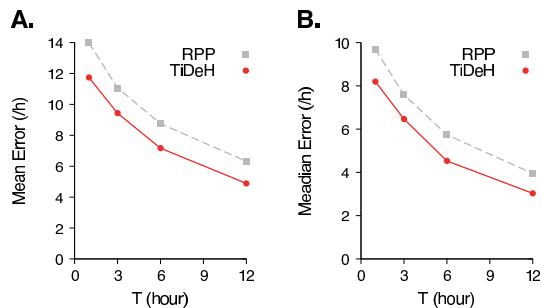 A.
14
12
10
8
6
4
2
0
Mean Error (/h)
0 3 6 9 12
T (hour)
RPP
TiDeH
B.
10
8
6
4
2
0
Meadian Error (/h)
0 3 6 9 12
T (hour)
RPP
TiDeH